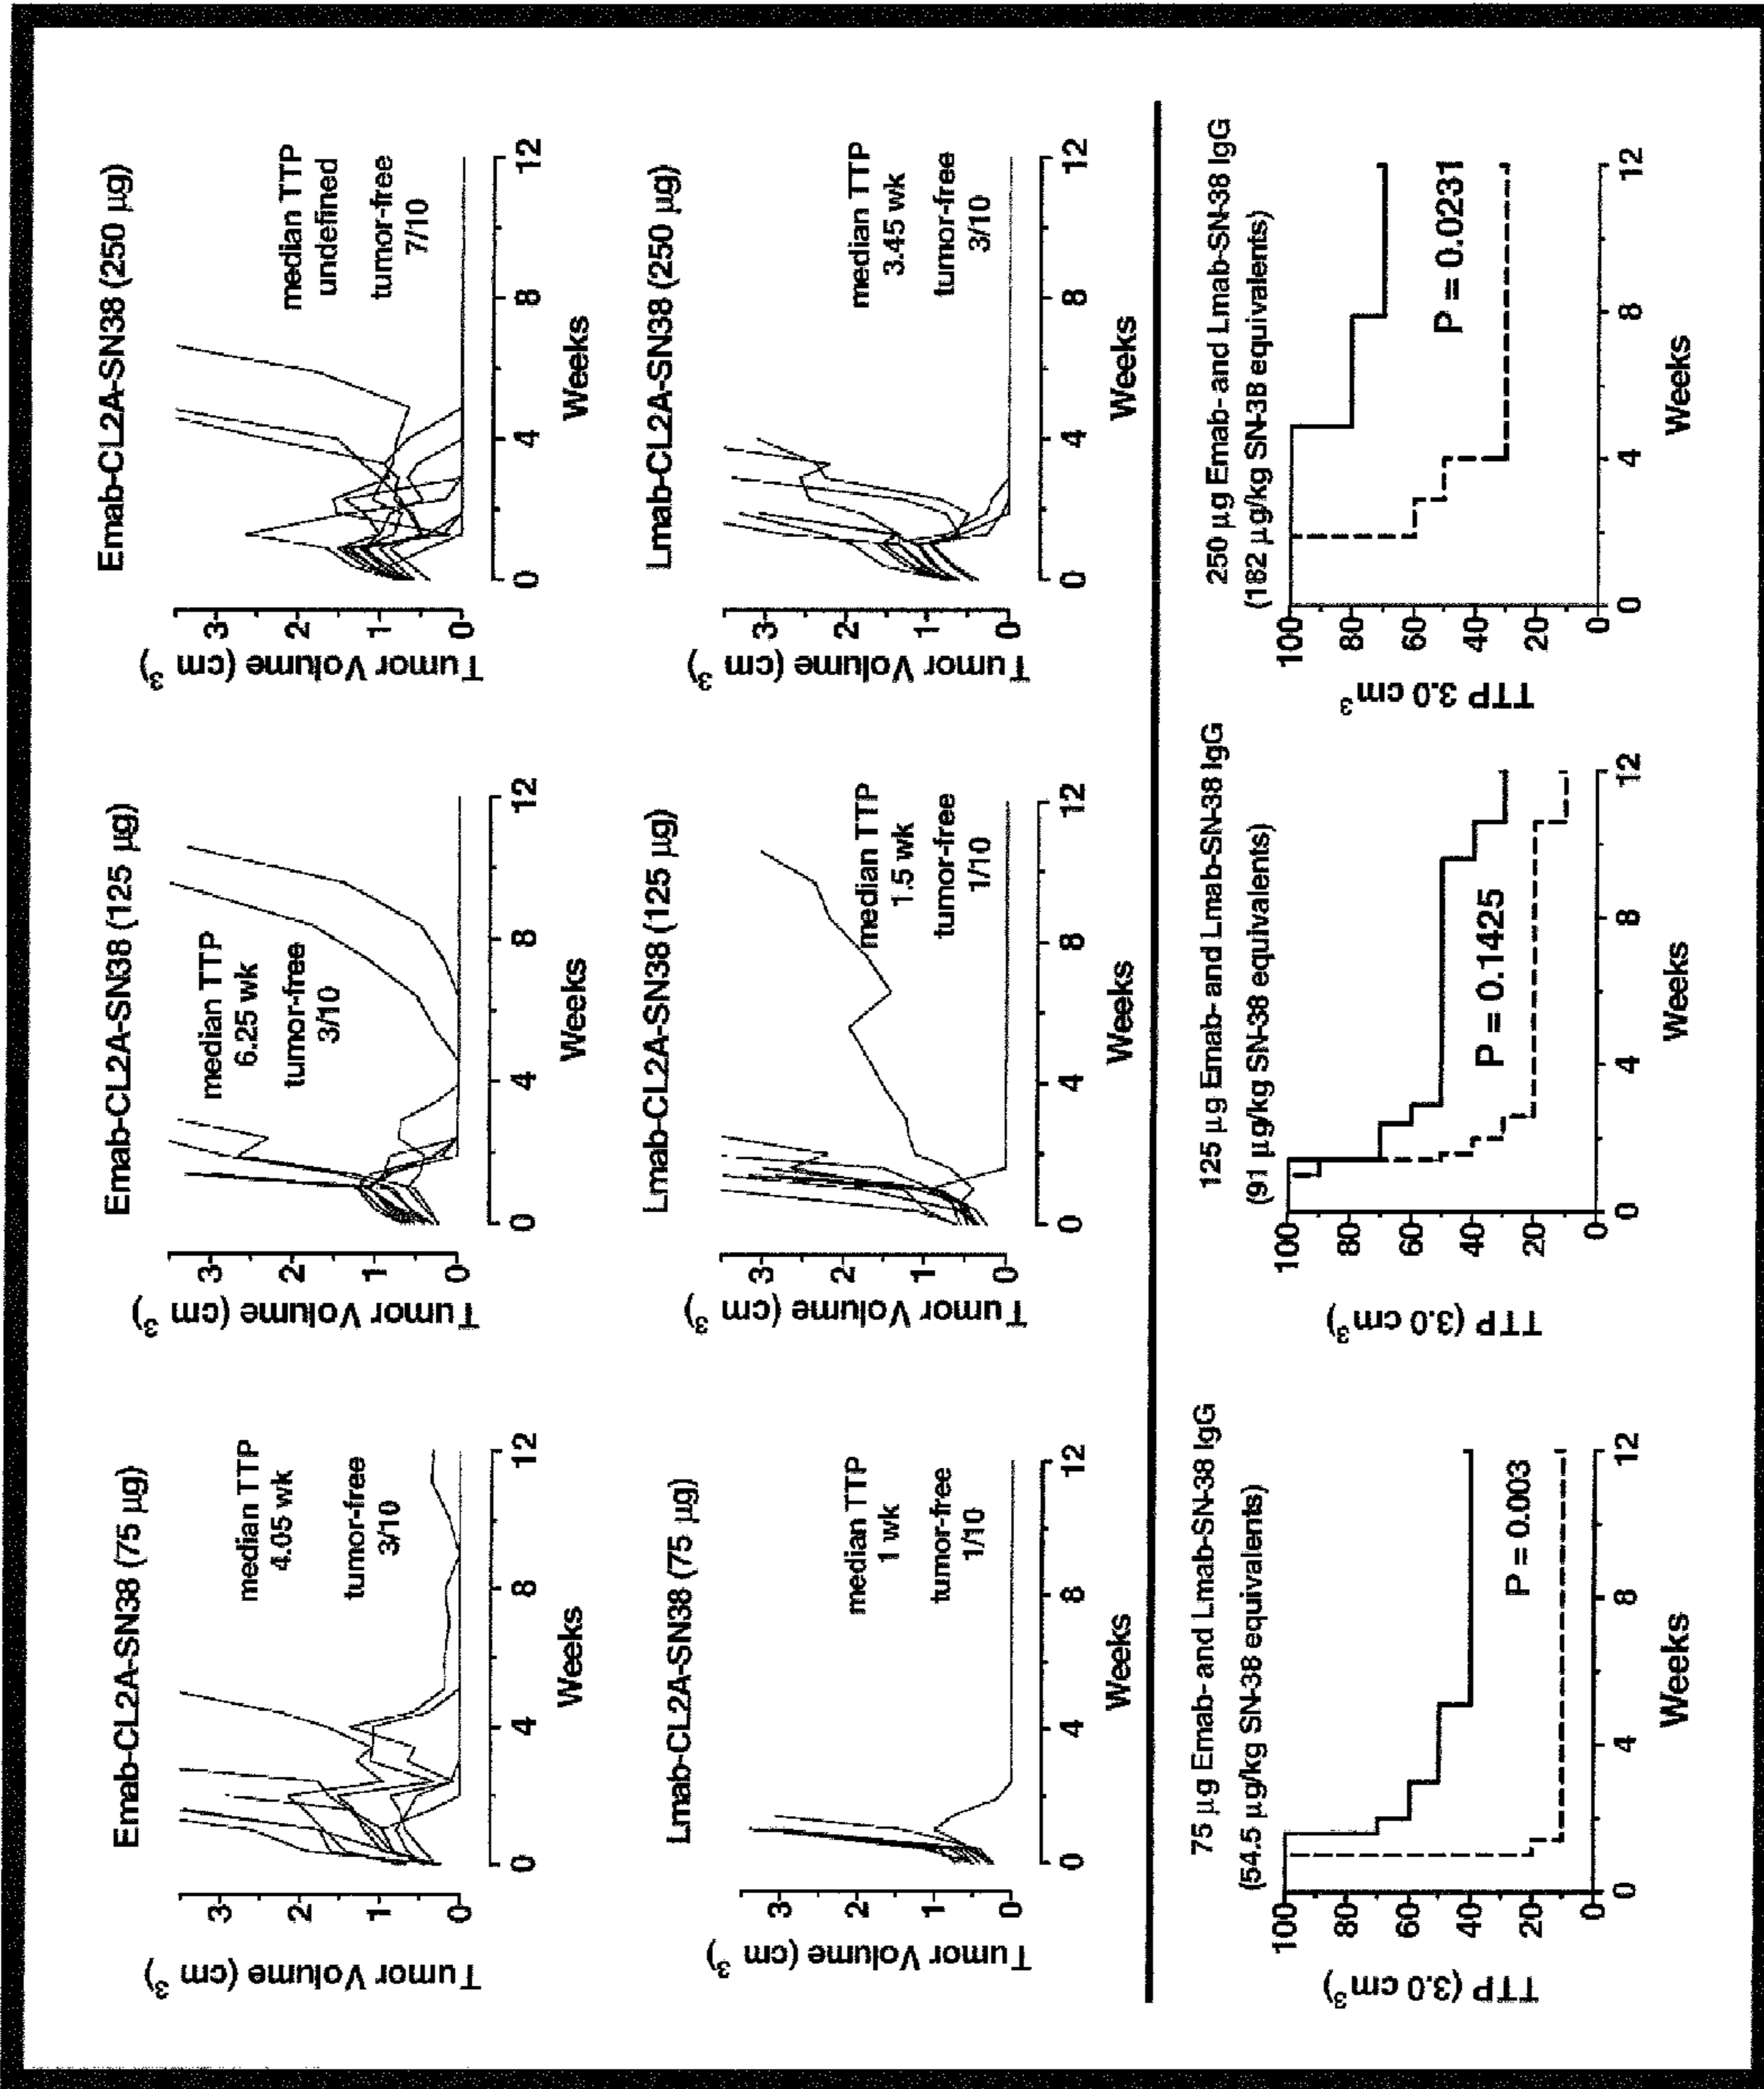 Emab-CL2A-SN38 (75 µg)
Tumor Volume (cm³)
3
2
1
0
median TTP
4.05 wk
tumor-free
3/10
0 4 8 12
Weeks
Emab-CL2A-SN38 (125 µg)
Tumor Volume (cm³)
3
2
1
0
median TTP
6.25 wk
tumor-free
3/10
0 4 8 12
Weeks
Emab-CL2A-SN38 (250 µg)
Tumor Volume (cm³)
3
2
1
0
median TTP
undefined
tumor-free
7/10
0 4 8 12
Weeks
Lmab-CL2A-SN38 (75 µg)
Tumor Volume (cm³)
3
2
1
0
median TTP
1 wk
tumor-free
1/10
0 4 8 12
Weeks
Lmab-CL2A-SN38 (125 µg)
Tumor Volume (cm³)
3
2
1
0
median TTP
1.5 wk
tumor-free
1/10
0 4 8 12
Weeks
Lmab-CL2A-SN38 (250 µg)
Tumor Volume (cm³)
3
2
1
0
median TTP
3.45 wk
tumor-free
3/10
0 4 8 12
Weeks
75 µg Emab- and Lmab-SN-38 IgG
(54.5 µg/kg SN-38 equivalents)
TTP (3.0 cm³)
100
80
60
40
20
0
P = 0.003
0 4 8 12
Weeks
125 µg Emab- and Lmab-SN-38 IgG
(91 µg/kg SN-38 equivalents)
TTP (3.0 cm³)
100
80
60
40
20
0
P = 0.1425
0 4 8 12
Weeks
250 µg Emab- and Lmab-SN-38 IgG
(182 µg/kg SN-38 equivalents)
TTP 3.0 cm³
100
80
60
40
20
0
P = 0.0231
0 4 8 12
Weeks